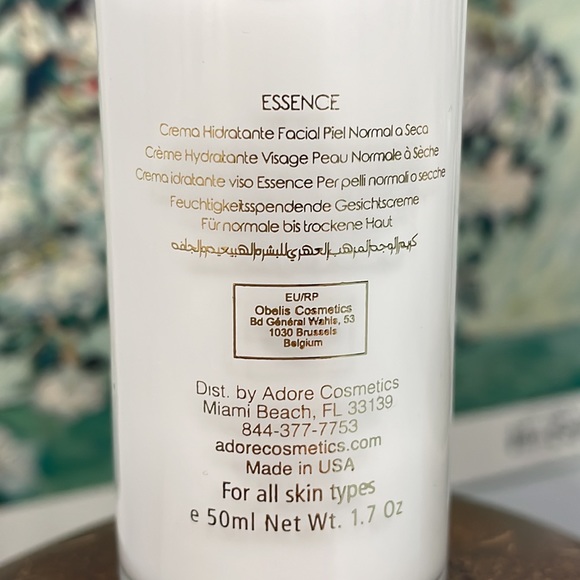 ESSENCE
Crema Hidratante Facial Piel Normal a Seca
Crème Hydratante Visage Peau Normale à Sèche
Crema idratante viso Essence Per pelli normali o secche
Feuchtigkeitsspendende Gesichtscreme
Für normale bis trockene Haut
EU/RP
Obelis Cosmetics
Bd Général Wahis, 53
1030 Brussels
Belgium
Dist. by Adore Cosmetics
Miami Beach, FL 33139
844-377-7753
adorecosmetics.com
Made in USA
For all skin types
e 50ml Net Wt. 1.7 Oz